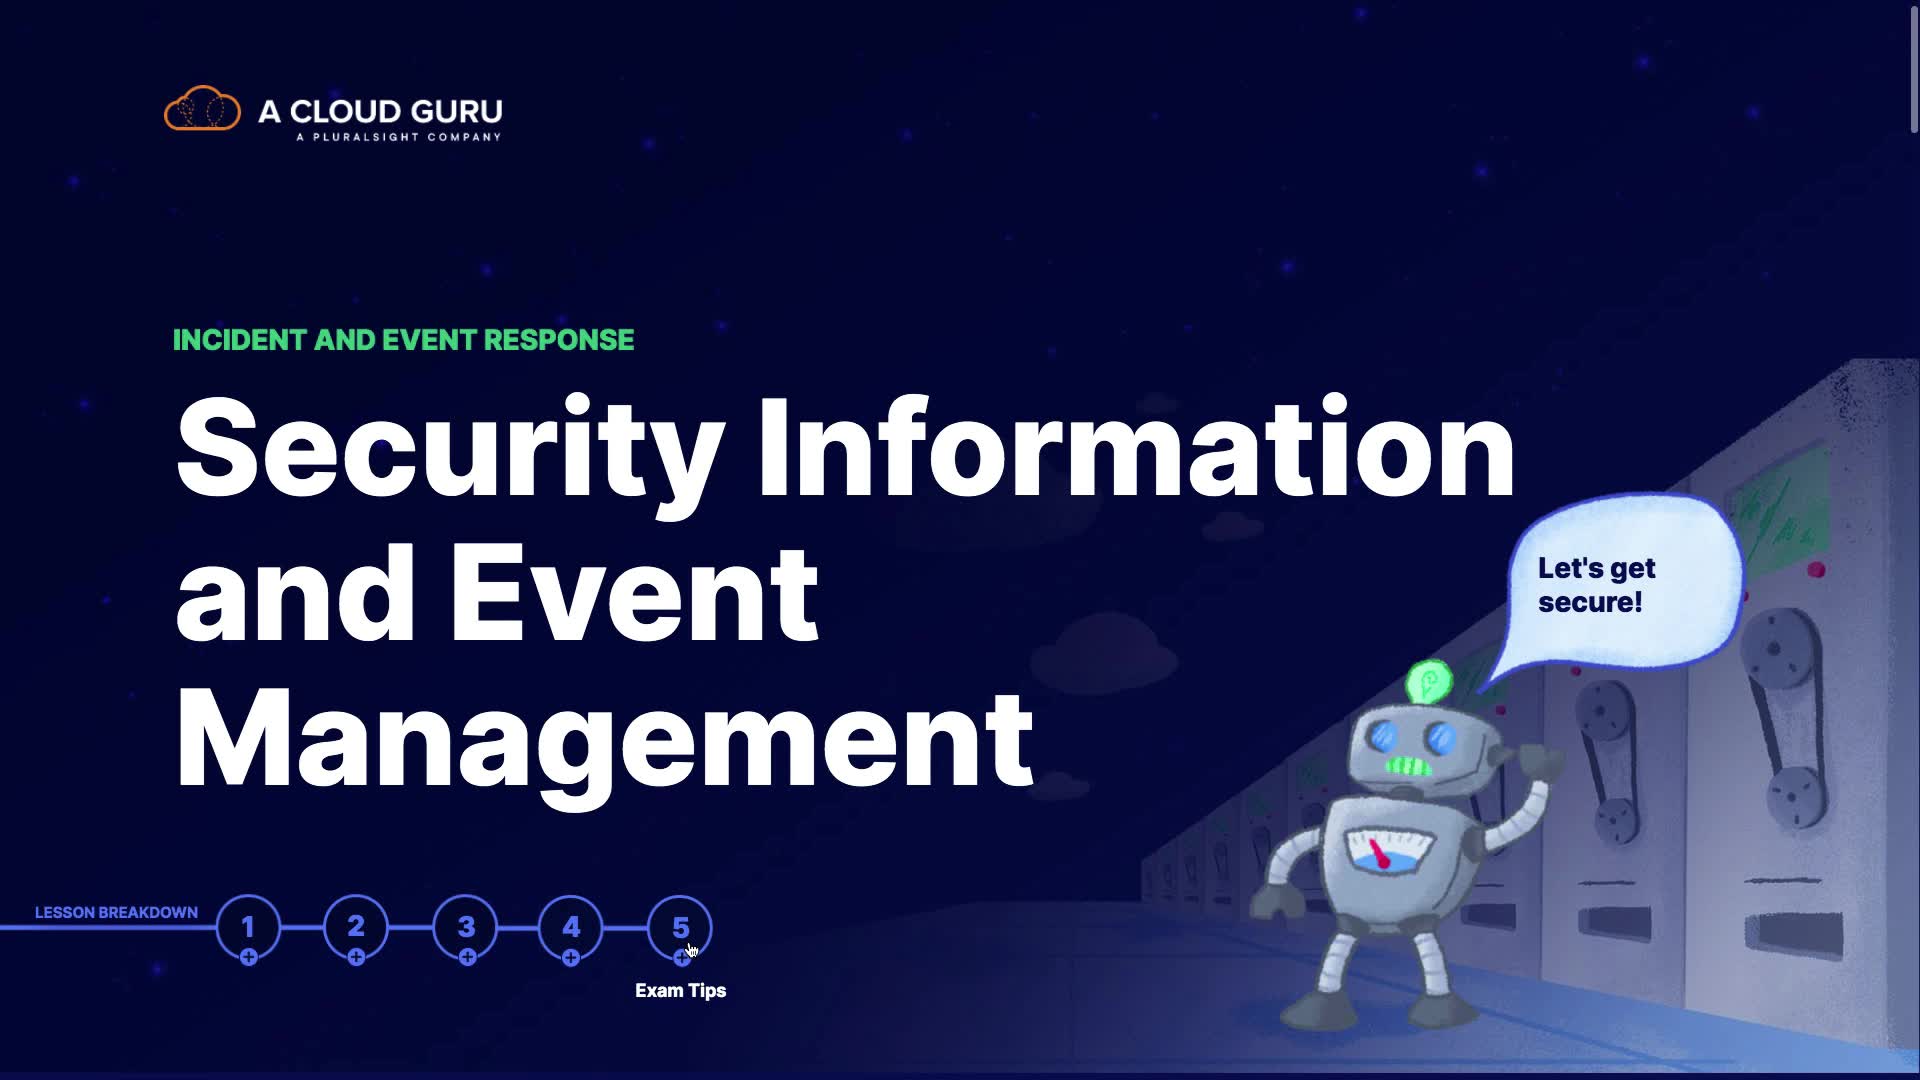 A CLOUD GURU
A PLURALSIGHT COMPANY
INCIDENT AND EVENT RESPONSE
Security Information
and Event
Management
Let's get
secure!
LESSON BREAKDOWN
1
2
3
4
5
Exam Tips